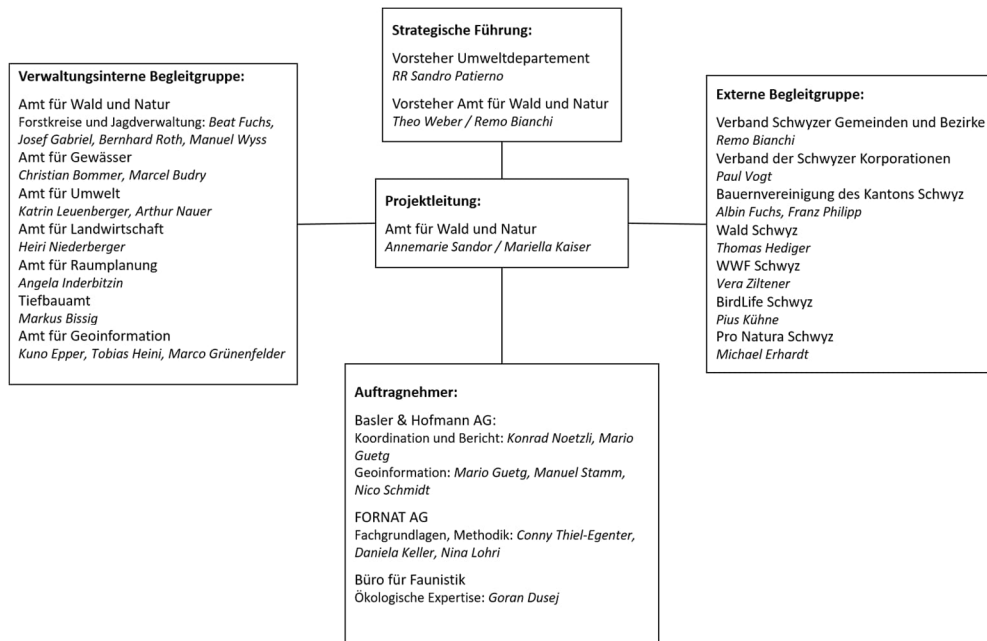 Strategische Führung:
Vorsteher Umweltdepartement
RR Sandro Patierno
Vorsteher Amt für Wald und Natur
Theo Weber / Remo Bianchi
Verwaltungsinterne Begleitgruppe:
Amt für Wald und Natur
Forstkreise und Jagdverwaltung: Beat Fuchs,
Josef Gabriel, Bernhard Roth, Manuel Wyss
Amt für Gewässer
Christian Bommer, Marcel Budry
Amt für Umwelt
Katrin Leuenberger, Arthur Nauer
Amt für Landwirtschaft
Heiri Niederberger
Amt für Raumplanung
Angela Inderbitzin
Tiefbauamt
Markus Bissig
Amt für Geoinformation
Kuno Epper, Tobias Heini, Marco Grünenfelder
Projektleitung:
Amt für Wald und Natur
Annemarie Sandor / Mariella Kaiser
Externe Begleitgruppe:
Verband Schwyzer Gemeinden und Bezirke
Remo Bianchi
Verband der Schwyzer Korporationen
Paul Vogt
Bauernvereinigung des Kantons Schwyz
Albin Fuchs, Franz Philipp
Wald Schwyz
Thomas Hediger
WWF Schwyz
Vera Ziltener
BirdLife Schwyz
Pius Kühne
Pro Natura Schwyz
Michael Erhardt
Auftragnehmer:
Basler & Hofmann AG:
Koordination und Bericht: Konrad Noetzli, Mario
Guetg
Geoinformation: Mario Guetg, Manuel Stamm,
Nico Schmidt
FORNAT AG
Fachgrundlagen, Methodik: Conny Thiel-Egenter,
Daniela Keller, Nina Lohri
Büro für Faunistik
Ökologische Expertise: Goran Dusej